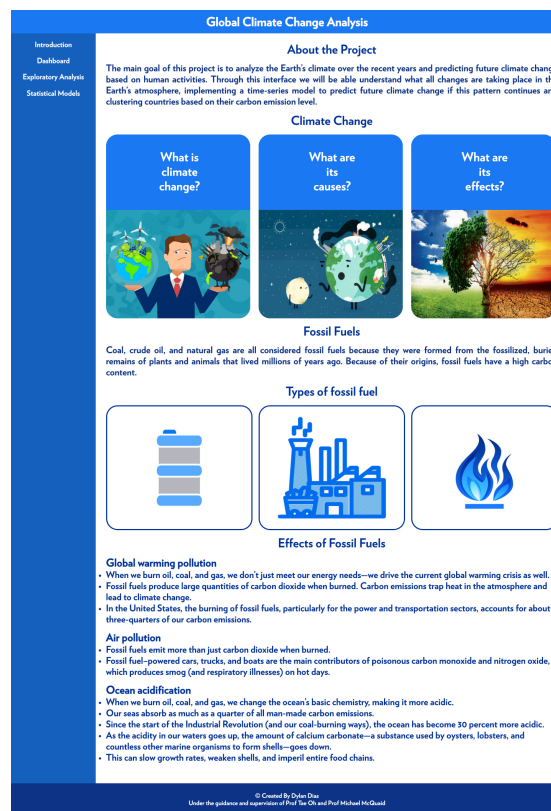 Global Climate Change Analysis
Introduction
Dashboard
Exploratory Analysis
Statistical Models
About the Project
The main goal of this project is to analyze the Earth's climate over the recent years and predicting future climate chang
based on human activities. Through this interface we will be able understand what all changes are taking place in th
Earth's atmosphere, implementing a time-series model to predict future climate change if this pattern continues an
clustering countries based on their carbon emission level.
Climate Change
What is
climate
change?
What are
its
causes?
What are
its
effects?
Fossil Fuels
Coal, crude oil, and natural gas are all considered fossil fuels because they were formed from the fossilized, burie
remains of plants and animals that lived millions of years ago. Because of their origins, fossil fuels have a high carbo
content.
Types of fossil fuel
Effects of Fossil Fuels
Global warming pollution
• When we burn oil, coal, and gas, we don't just meet our energy needs—we drive the current global warming crisis as well.
• Fossil fuels produce large quantities of carbon dioxide when burned. Carbon emissions trap heat in the atmosphere and
lead to climate change.
• In the United States, the burning of fossil fuels, particularly for the power and transportation sectors, accounts for about
three-quarters of our carbon emissions.
Air pollution
• Fossil fuels emit more than just carbon dioxide when burned.
• Fossil fuel–powered cars, trucks, and boats are the main contributors of poisonous carbon monoxide and nitrogen oxide,
which produces smog (and respiratory illnesses) on hot days.
Ocean acidification
• When we burn oil, coal, and gas, we change the ocean's basic chemistry, making it more acidic.
• Our seas absorb as much as a quarter of all man-made carbon emissions.
• Since the start of the Industrial Revolution (and our coal-burning ways), the ocean has become 30 percent more acidic.
• As the acidity in our waters goes up, the amount of calcium carbonate—a substance used by oysters, lobsters, and
countless other marine organisms to form shells—goes down.
• This can slow growth rates, weaken shells, and imperil entire food chains.
© Created By Dylan Dias
Under the guidance and supervision of Prof Tae Oh and Prof Michael McQuaid